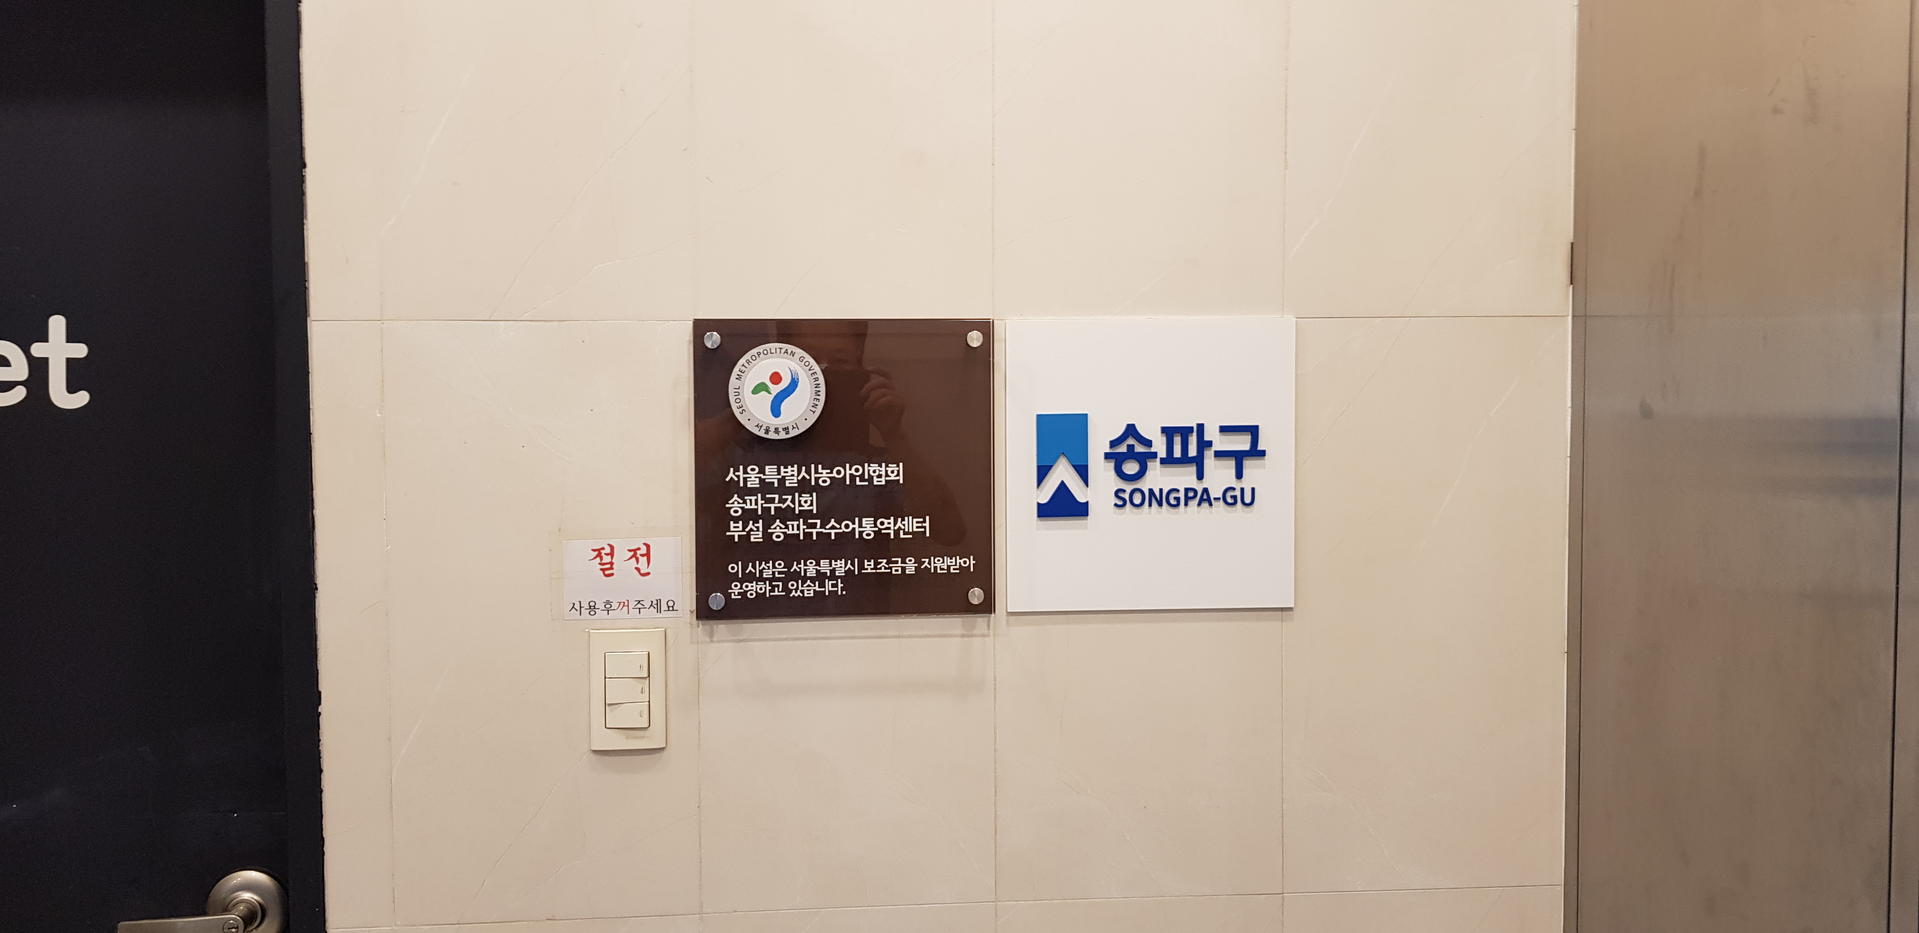 et
SEOUL METROPOLITAN GOVERNMENT
서울특별시
서울특별시농아인협회
송파구지회
부설 송파구수어통역센터
이 시설은 서울특별시 보조금을 지원받아
운영하고 있습니다.
송파구
SONGPA-GU
절전
사용후꺼주세요